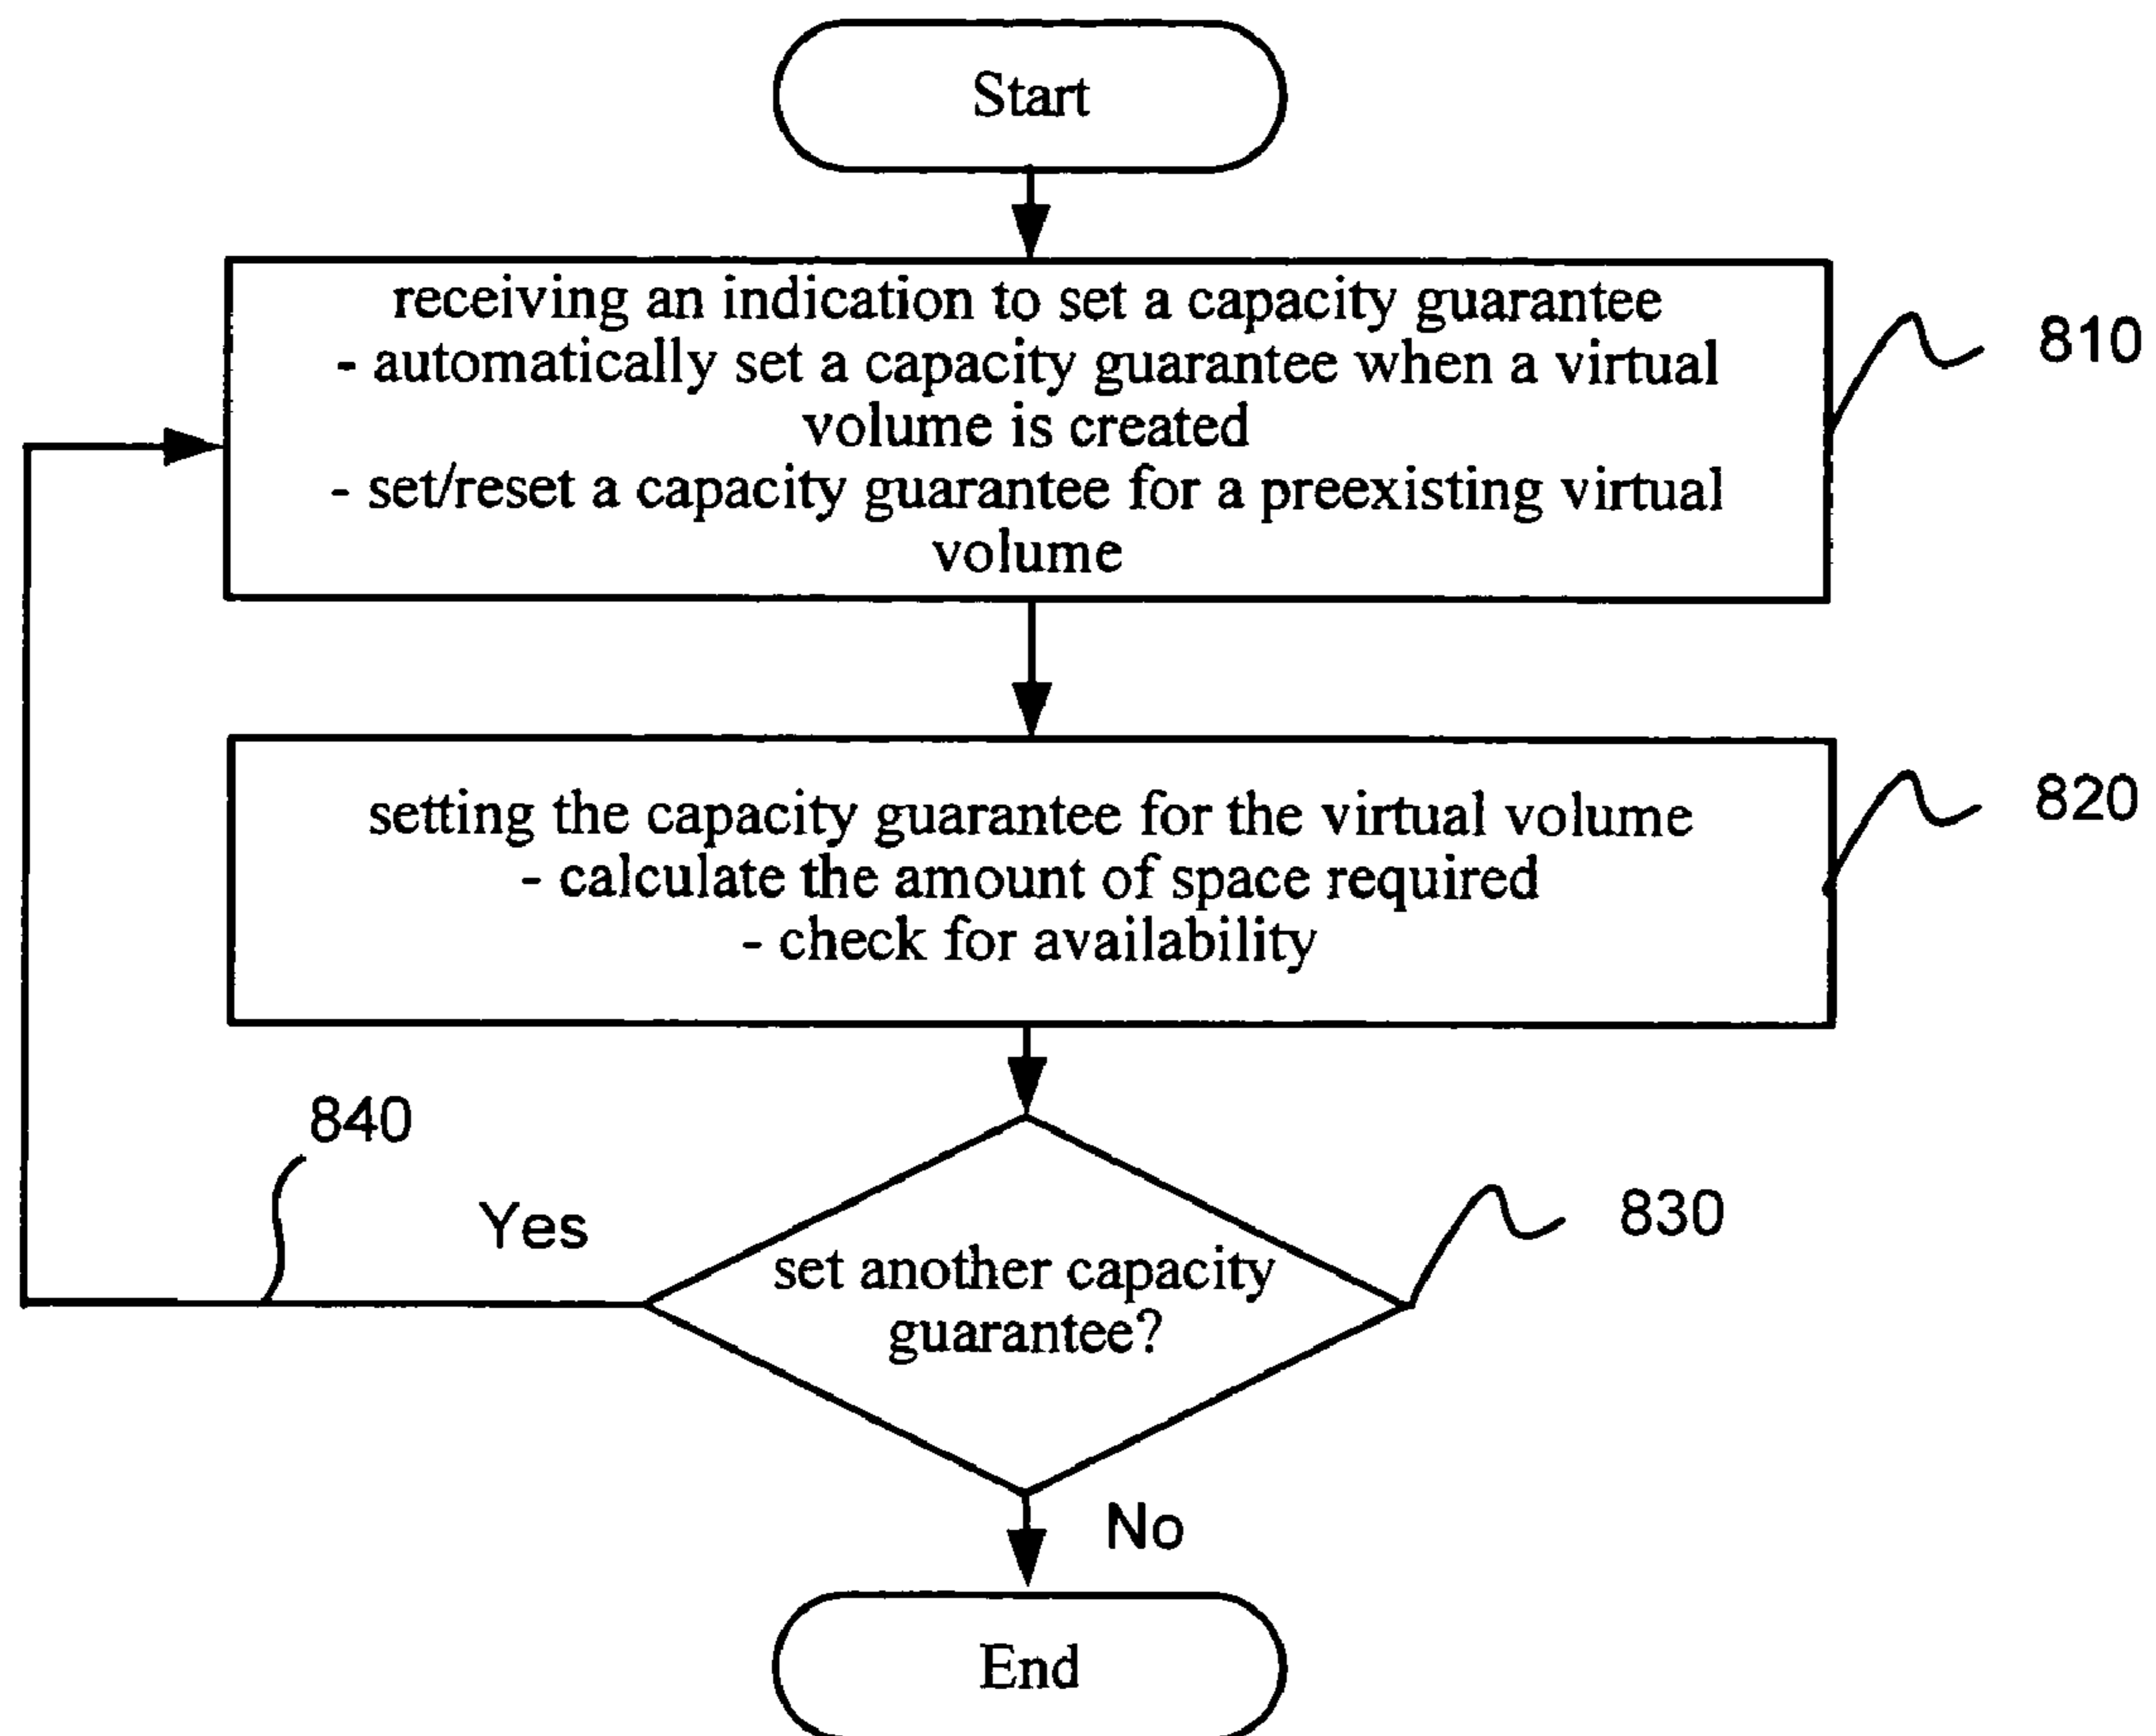 Start
receiving an indication to set a capacity guarantee
- automatically set a capacity guarantee when a virtual
volume is created
- set/reset a capacity guarantee for a preexisting virtual
volume
810
setting the capacity guarantee for the virtual volume
- calculate the amount of space required
- check for availability
820
840
Yes
set another capacity
guarantee?
830
No
End